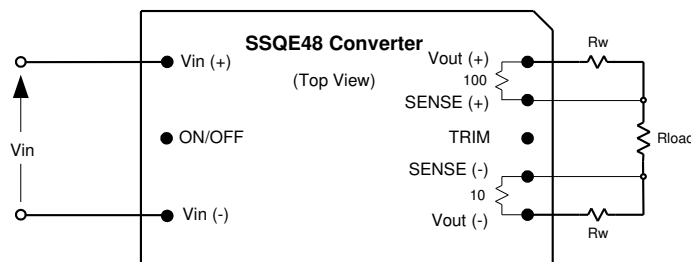 SSQE48 Converter
(Top View)
Vin (+)
Vout (+)
Rw
100
SENSE (+)
Vin
ON/OFF
TRIM
Rload
SENSE (-)
10
Vin (-)
Vout (-)
Rw